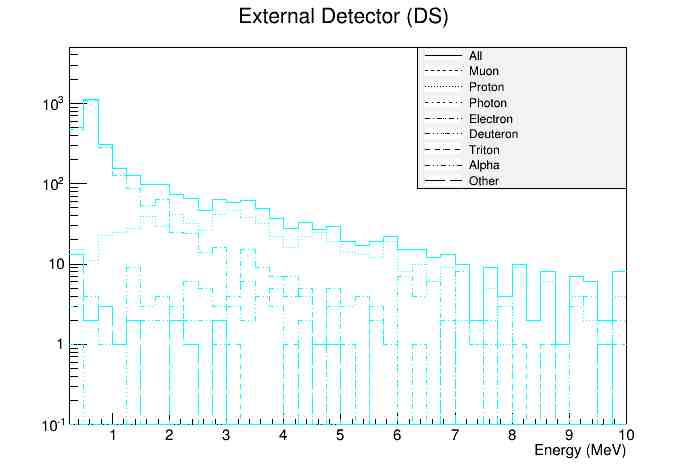 External Detector (DS)
All
Muon
Proton
Photon
Electron
Deuteron
Triton
Alpha
Other
10³
10²
10
1
10⁻¹
1 2 3 4 5 6 7 8 9 10
Energy (MeV)